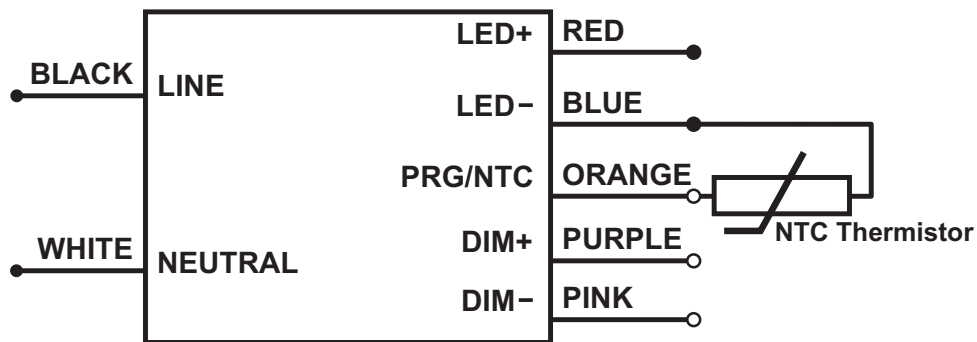 LED+ RED
BLACK LINE
LED− BLUE
PRG/NTC ORANGE
NTC Thermistor
WHITE NEUTRAL
DIM+ PURPLE
DIM− PINK